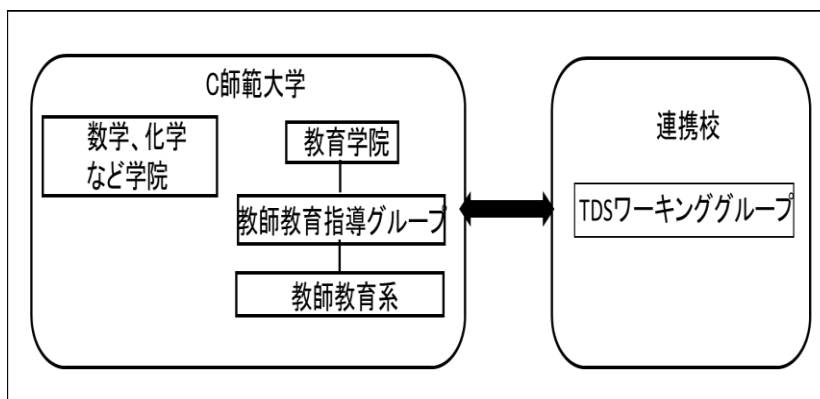 C師範大学
数学、化学
など学院
教育学院
教師教育指導グループ
教師教育系
連携校
TDSワーキンググループ